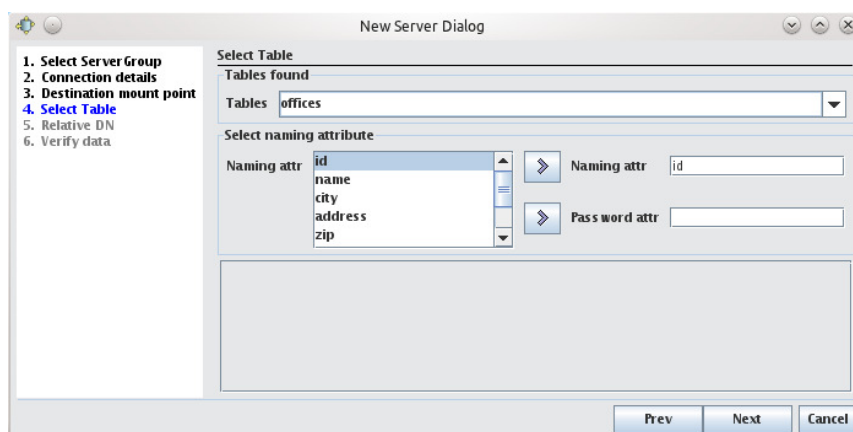 New Server Dialog
1. Select Server Group
2. Connection details
3. Destination mount point
4. Select Table
5. Relative DN
6. Verify data
Select Table
Tables found
Tables offices
Select naming attribute
Naming attr
id
name
city
address
zip
Naming attr id
Password attr
Prev Next Cancel